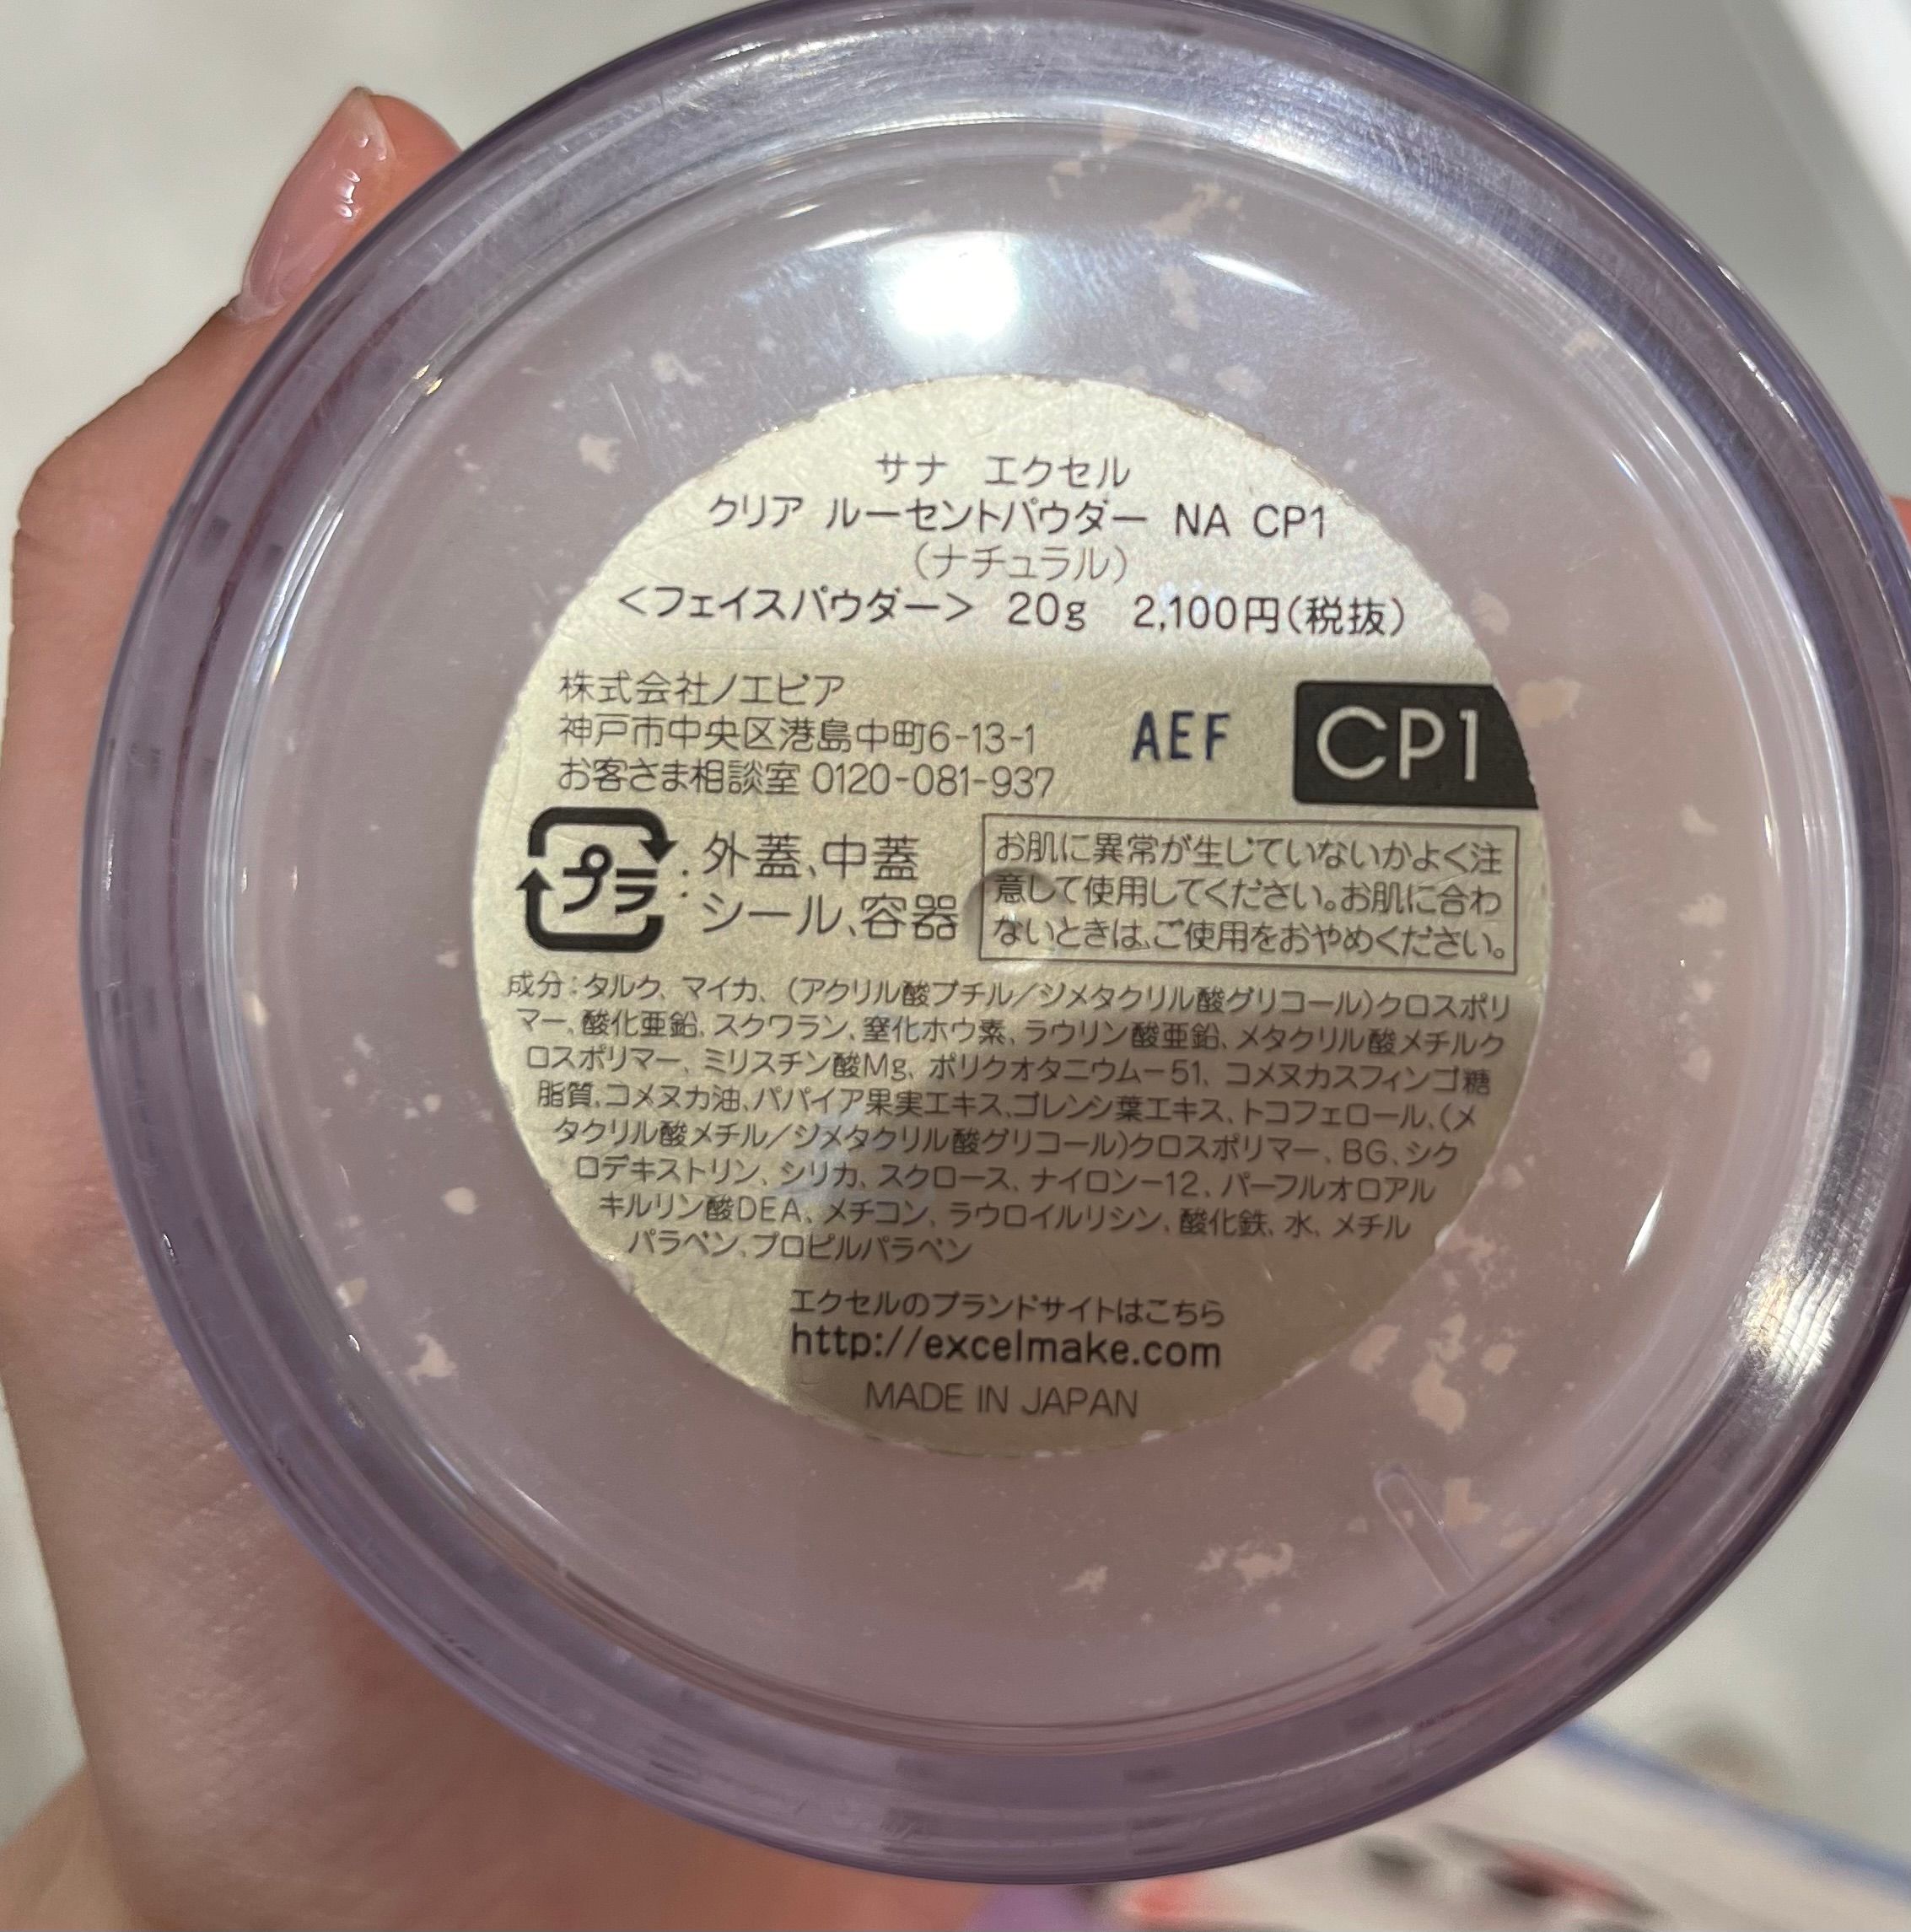 サナ エクセル
クリア ルーセントパウダー NA CP1
（ナチュラル）
＜フェイスパウダー＞ 20g 2,100円（税抜）
株式会社ノエビア
神戸市中央区港島中町6-13-1
お客さま相談室 0120-081-937
AEF
CP1
プラ
：外蓋、中蓋
シール、容器
お肌に異常が生じていないかよく注
意して使用してください。お肌に合わ
ないときは、ご使用をおやめください。
成分：タルク、マイカ、（アクリル酸ブチル／ジメタクリル酸グリコール）クロスポリ
マー、酸化亜鉛、スクワラン、窒化ホウ素、ラウリン酸亜鉛、メタクリル酸メチルク
ロスポリマー、ミリスチン酸Mg、ポリクオタニウムー51、コメヌカスフィンゴ糖
脂質、コメヌカ油、パパイア果実エキス、ゴレンシ葉エキス、トコフェロール、（メ
タクリル酸メチル／ジメタクリル酸グリコール）クロスポリマー、BG、シク
ロデキストリン、シリカ、スクロース、ナイロンー12、パーフルオロアル
キルリン酸DEA、メチコン、ラウロイルリシン、酸化鉄、水、メチル
パラベン、プロピルパラベン
エクセルのブランドサイトはこちら
http://excelmake.com
MADE IN JAPAN